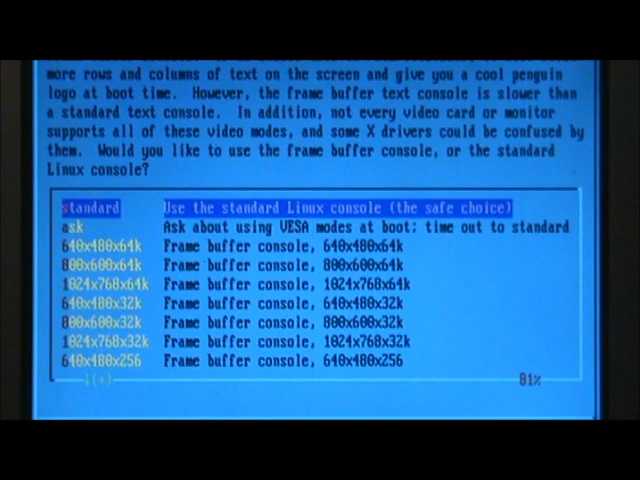 more rows and columns of text on the screen and give you a cool penguin
logo at boot time.  However, the frame buffer text console is slower than
a standard text console.  In addition, not every video card or monitor
supports all of these video modes, and some X drivers could be confused by
them.  Would you like to use the frame buffer console, or the standard
Linux console?
standard Use the standard Linux console (the safe choice)
ask Ask about using VESA modes at boot; time out to standard
640x480x64k Frame buffer console, 640x480x64k
800x600x64k Frame buffer console, 800x600x64k
1024x768x64k Frame buffer console, 1024x768x64k
640x480x32k Frame buffer console, 640x480x32k
800x600x32k Frame buffer console, 800x600x32k
1024x768x32k Frame buffer console, 1024x768x32k
640x480x256 Frame buffer console, 640x480x256
81%